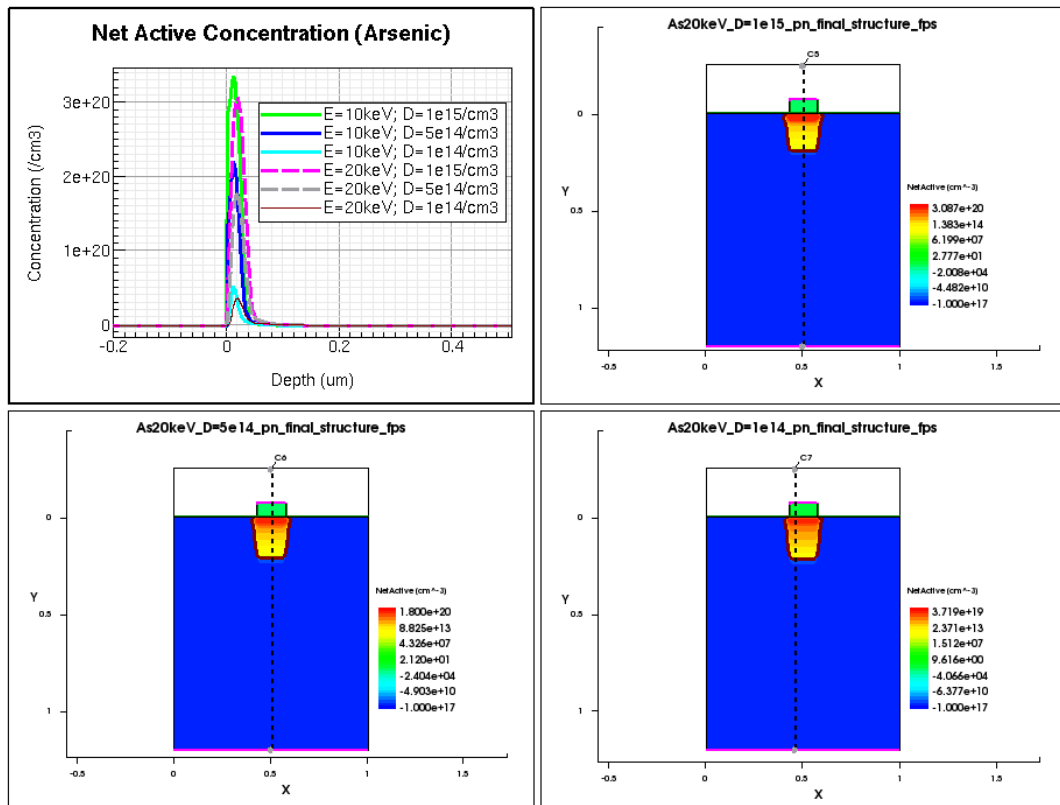 Net Active Concentration (Arsenic)
Concentration (/cm3)
3e+20
2e+20
1e+20
0
E=10keV; D=1e15/cm3
E=10keV; D=5e14/cm3
E=10keV; D=1e14/cm3
E=20keV; D=1e15/cm3
E=20keV; D=5e14/cm3
E=20keV; D=1e14/cm3
-0.2 0 0.2 0.4
Depth (um)
As20keV_D=1e15_pn_final_structure_fps
C5
Y
0
0.5
1
NetActive (cm^-3)
3.087e+20
1.383e+14
6.199e+07
2.777e+01
-2.008e+04
-4.482e+10
-1.000e+17
-0.5 0 0.5 1 1.5
X
As20keV_D=5e14_pn_final_structure_fps
C6
Y
0
0.5
1
NetActive (cm^-3)
1.800e+20
8.825e+13
4.326e+07
2.120e+01
-2.404e+04
-4.903e+10
-1.000e+17
-0.5 0 0.5 1 1.5
X
As20keV_D=1e14_pn_final_structure_fps
C7
Y
0
0.5
1
NetActive (cm^-3)
3.719e+19
2.371e+13
1.512e+07
9.616e+00
-4.066e+04
-6.377e+10
-1.000e+17
-0.5 0 0.5 1 1.5
X